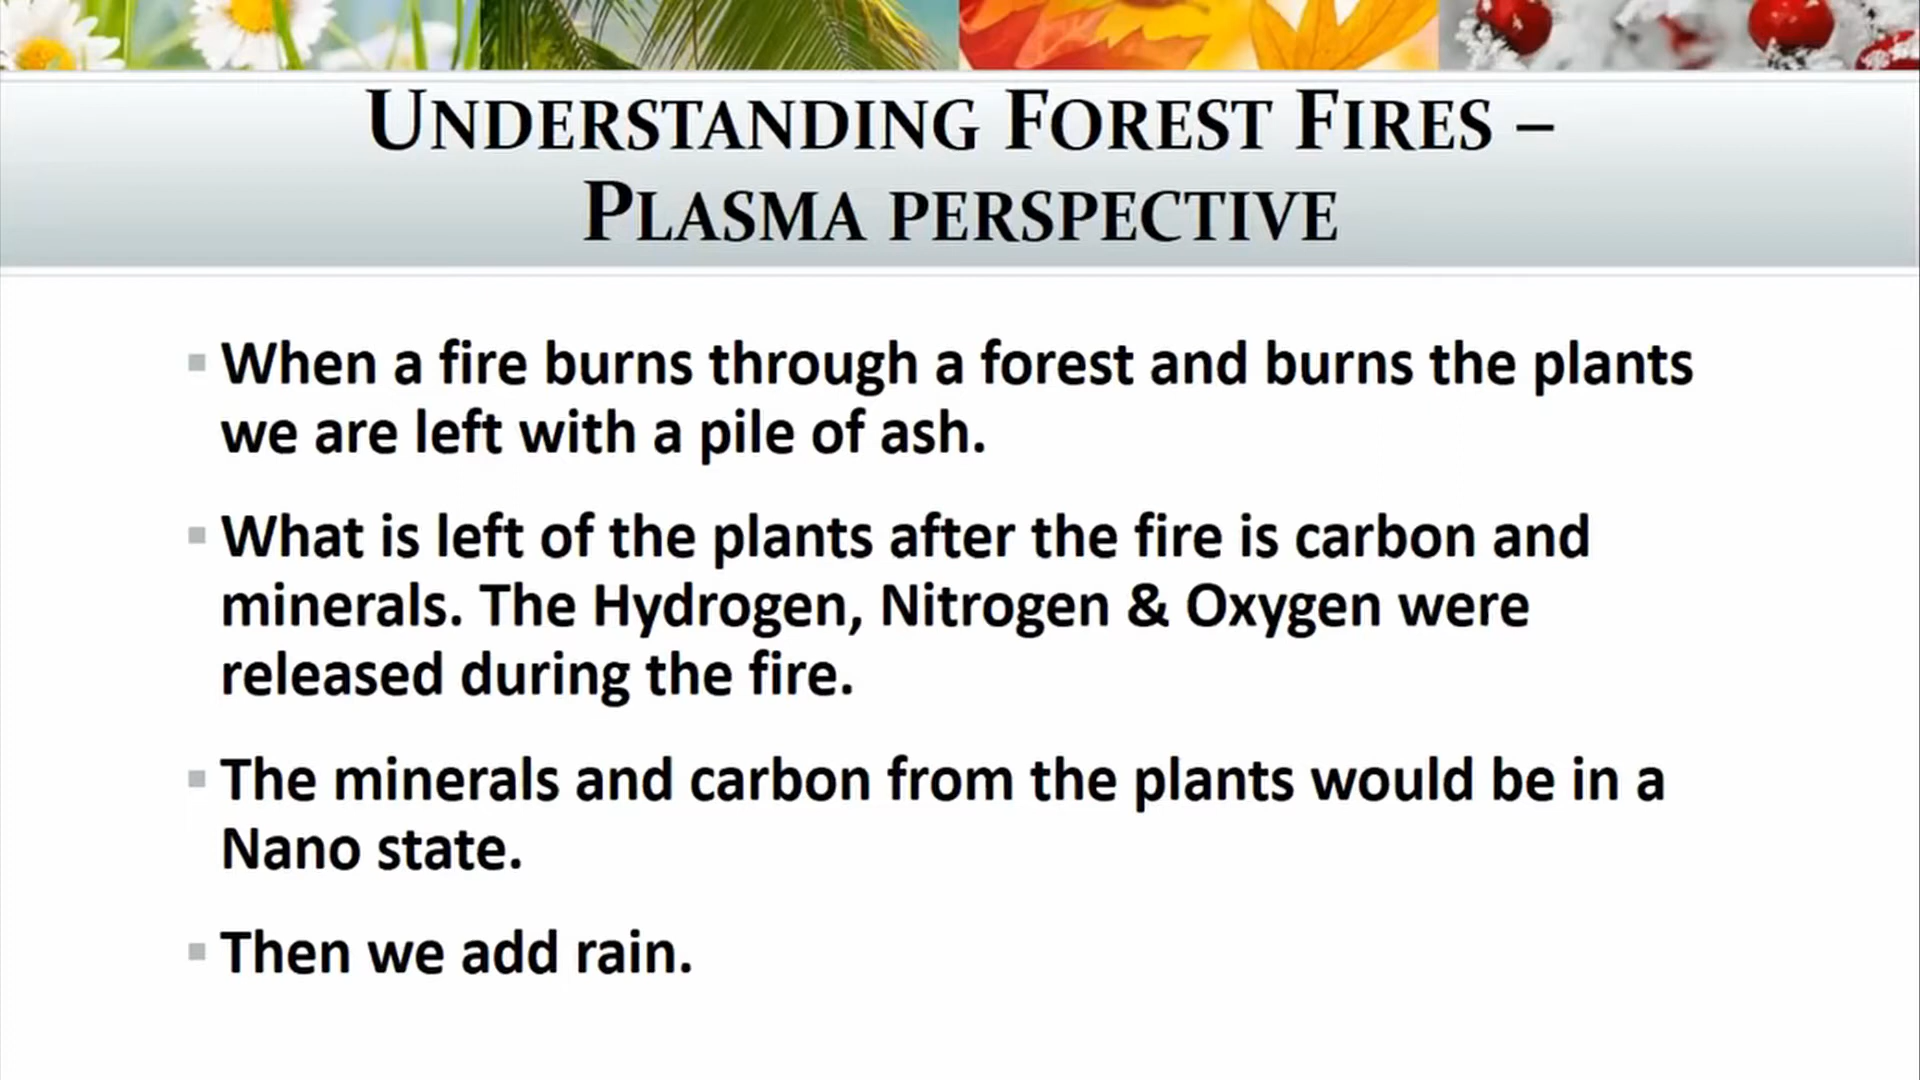 Understanding Forest Fires –
Plasma perspective
When a fire burns through a forest and burns the plants
we are left with a pile of ash.
What is left of the plants after the fire is carbon and
minerals. The Hydrogen, Nitrogen & Oxygen were
released during the fire.
The minerals and carbon from the plants would be in a
Nano state.
Then we add rain.